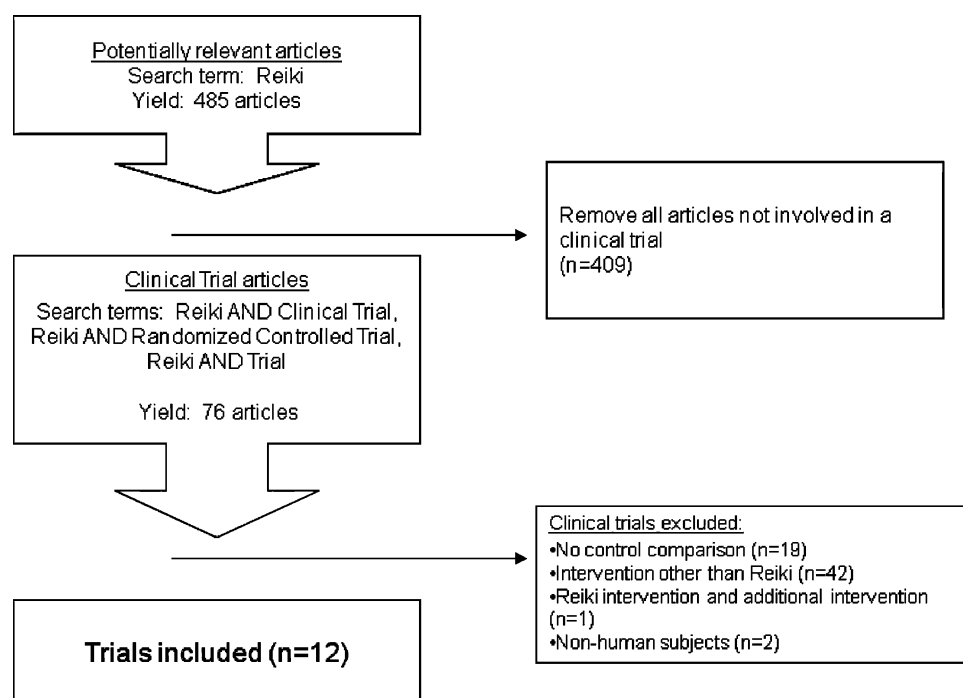 Potentially relevant articles
Search term: Reiki
Yield: 485 articles
Remove all articles not involved in a
clinical trial
(n=409)
Clinical Trial articles
Search terms: Reiki AND Clinical Trial,
Reiki AND Randomized Controlled Trial,
Reiki AND Trial
Yield: 76 articles
Clinical trials excluded:
•No control comparison (n=19)
•Intervention other than Reiki (n=42)
•Reiki intervention and additional intervention
(n=1)
•Non-human subjects (n=2)
Trials included (n=12)